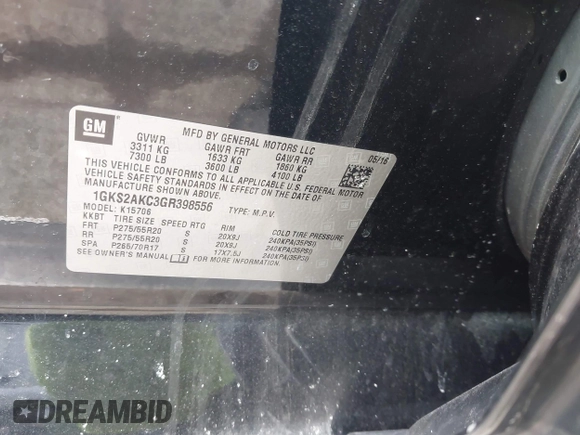 GM
MFD BY GENERAL MOTORS LLC
GVWR GAWR FRT GAWR RR 05/16
3311 KG 1633 KG 1860 KG
7300 LB 3600 LB 4100 LB
THIS VEHICLE CONFORMS TO ALL APPLICABLE U.S. FEDERAL MOTOR
VEHICLE SAFETY STANDARDS IN EFFECT ON THE DATE OF
MANUFACTURE SHOWN ABOVE.
1GKS2AKC3GR398556 TYPE: M.P.V.
MODEL: K15706
KKBT TIRE SIZE SPEED RTG RIM COLD TIRE PRESSURE
FRT P275/55R20 S 20X9J 240KPA(35PSI)
RR P275/55R20 S 20X9J 240KPA(35PSI)
SPA P265/70R17 S 17X7.5J 240KPA(35PSI)
SEE OWNER'S MANUAL FOR MORE INFORMATION.
DREAMBID